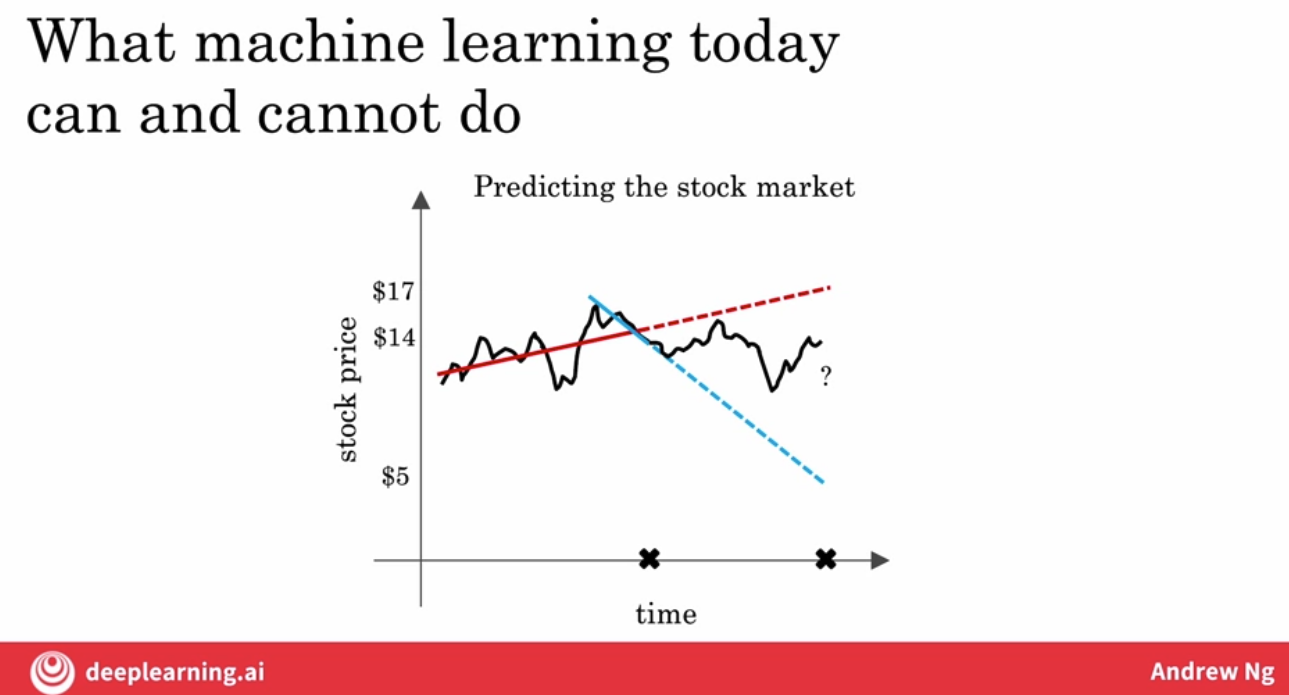 What machine learning today
can and cannot do
Predicting the stock market
$17
$14
stock price
?
$5
time
deeplearning.ai
Andrew Ng